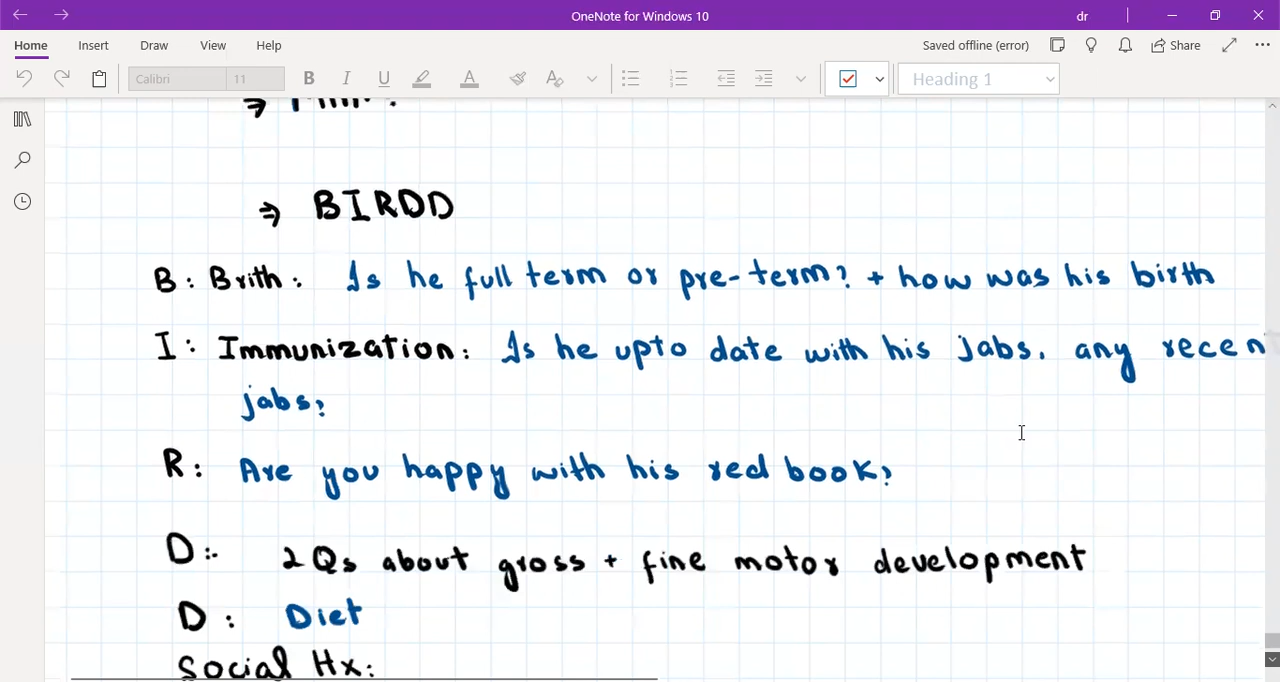 OneNote for Windows 10
dr
Home Insert Draw View Help
Saved offline (error)
Share
Calibri 11 B I U A
Heading 1
⇒ BIRDD
B: Brith: Is he full term or pre-term? + how was his birth
I: Immunization: Is he upto date with his jabs. any recen
jabs?
R: Are you happy with his red book?
D:- 2 Qs about gross + fine motor development
D: Diet
Social Hx: